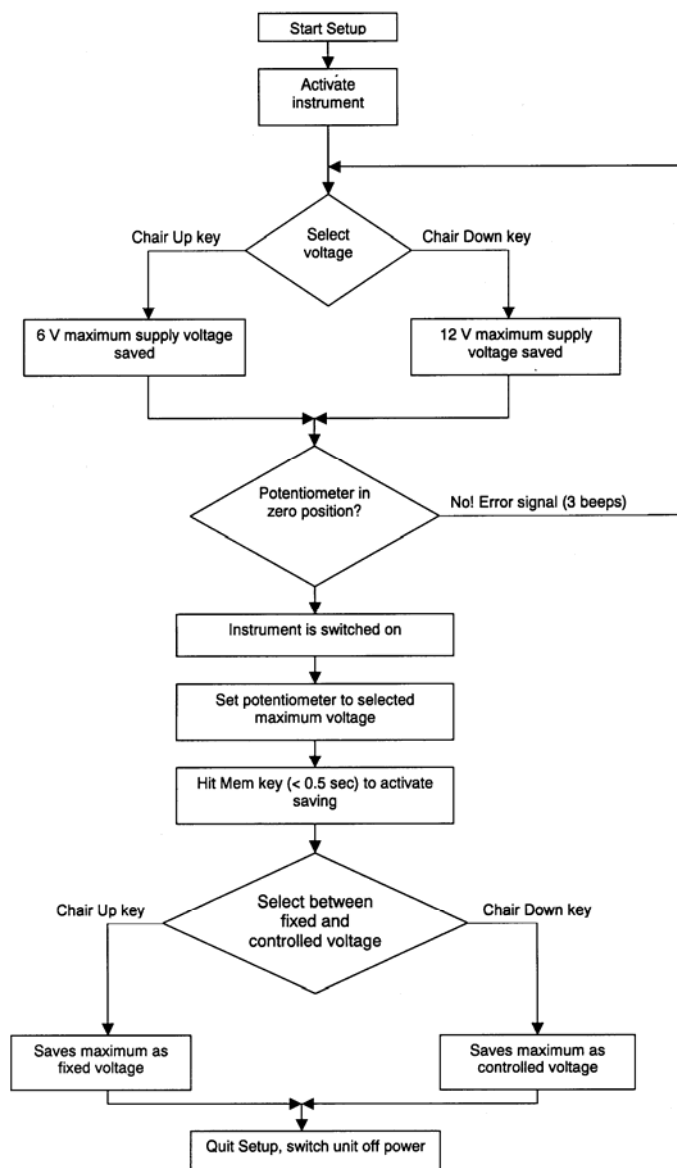 Start Setup
Activate
instrument
Select
voltage
Chair Up key
Chair Down key
6 V maximum supply voltage
saved
12 V maximum supply
voltage saved
Potentiometer in
zero position?
No! Error signal (3 beeps)
Instrument is switched on
Set potentiometer to selected
maximum voltage
Hit Mem key (< 0.5 sec) to activate
saving
Select between
fixed and
controlled voltage
Chair Up key
Chair Down key
Saves maximum as
fixed voltage
Saves maximum as
controlled voltage
Quit Setup, switch unit off power